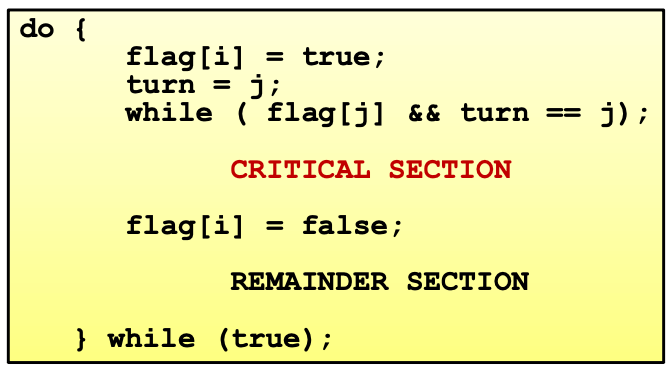 do {
flag[i] = true;
turn = j;
while ( flag[j] && turn == j);
CRITICAL SECTION
flag[i] = false;
REMAINDER SECTION
} while (true);